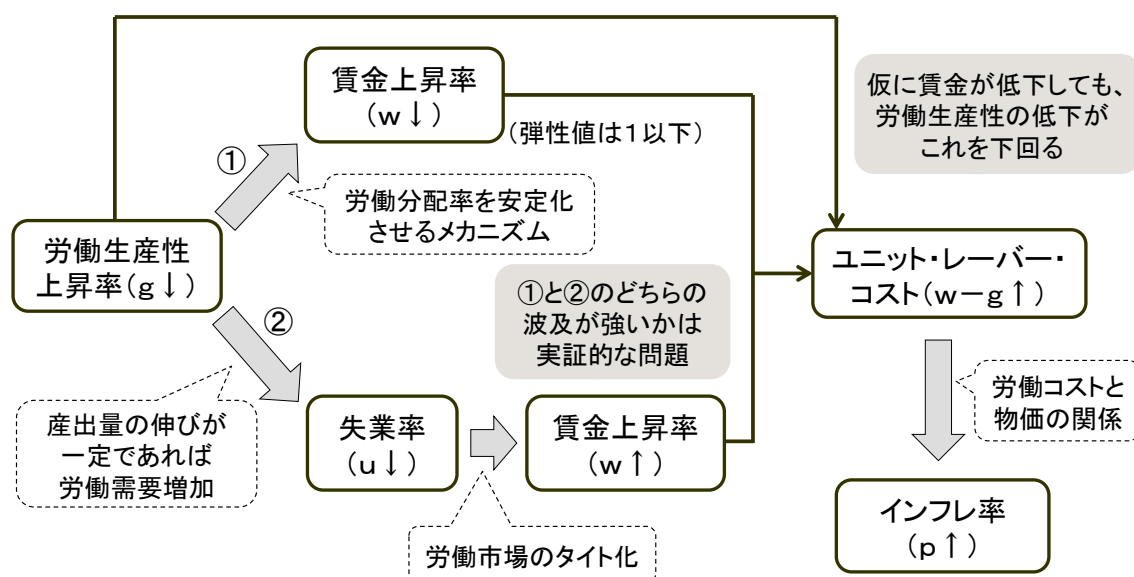 賃金上昇率
(w↓)
(弾性値は1以下)
仮に賃金が低下しても、
労働生産性の低下が
これを下回る
①
労働分配率を安定化
させるメカニズム
労働生産性
上昇率(g↓)
②
①と②のどちらの
波及が強いかは
実証的な問題
ユニット・レーバー・
コスト(w-g↑)
産出量の伸びが
一定であれば
労働需要増加
失業率
(u↓)
賃金上昇率
(w↑)
労働コストと
物価の関係
労働市場のタイト化
インフレ率
(p↑)